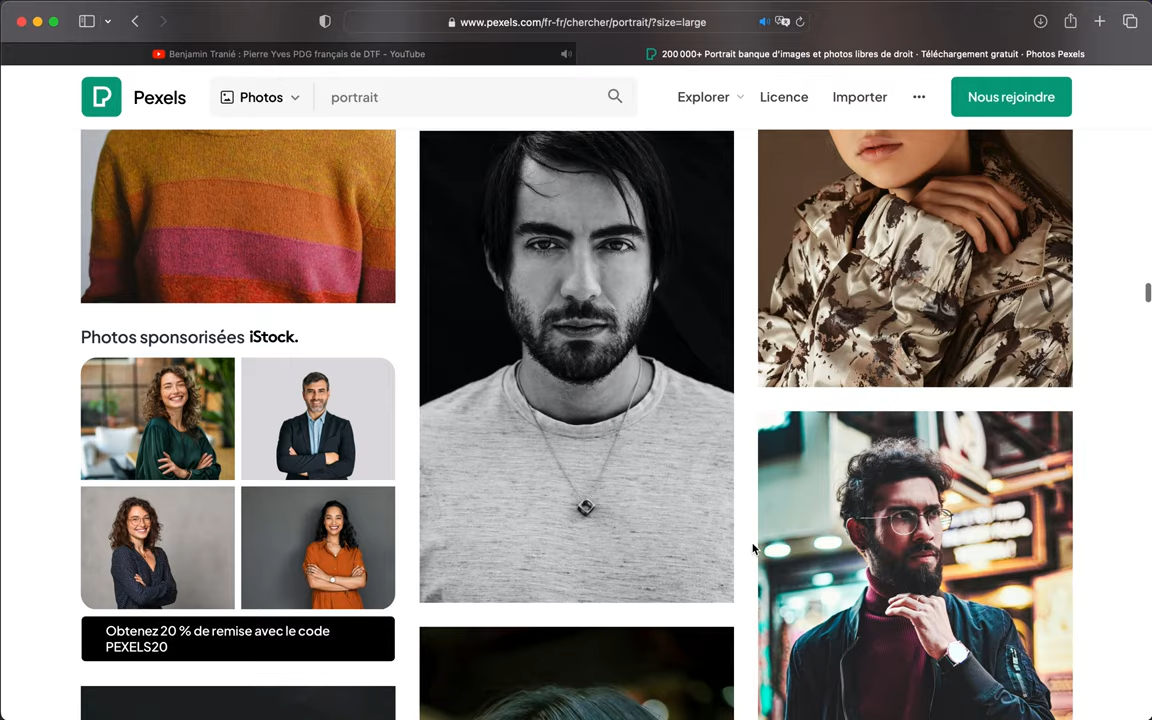 www.pexels.com/fr-fr/chercher/portrait/?size=large
Benjamin Tranié : Pierre Yves PDG français de DTF - YouTube
200 000+ Portrait banque d'images et photos libres de droit · Téléchargement gratuit · Photos Pexels
Pexels
Photos
portrait
Explorer
Licence
Importer
Nous rejoindre
Photos sponsorisées iStock.
Obtenez 20 % de remise avec le code
PEXELS20